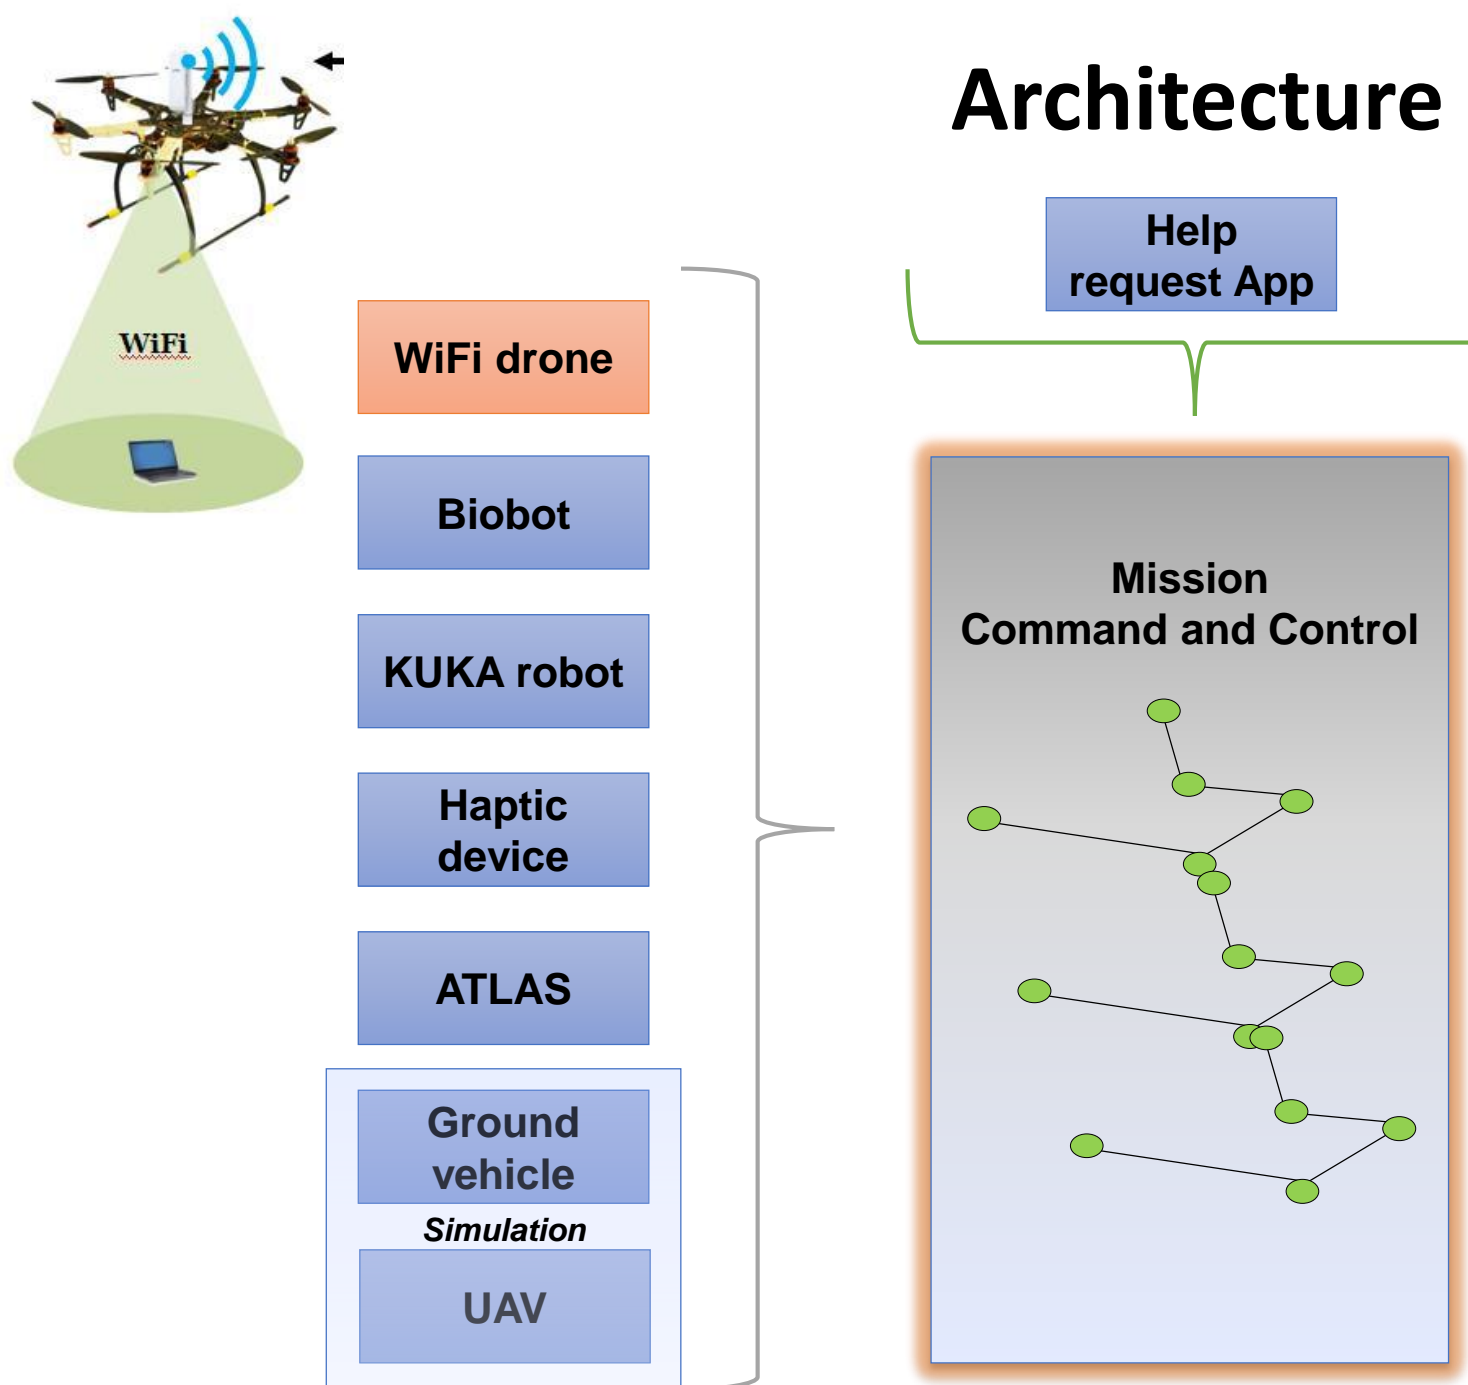 Architecture
Help
request App
WiFi
WiFi drone
Biobot
KUKA robot
Haptic
device
ATLAS
Ground
vehicle
Simulation
UAV
Mission
Command and Control